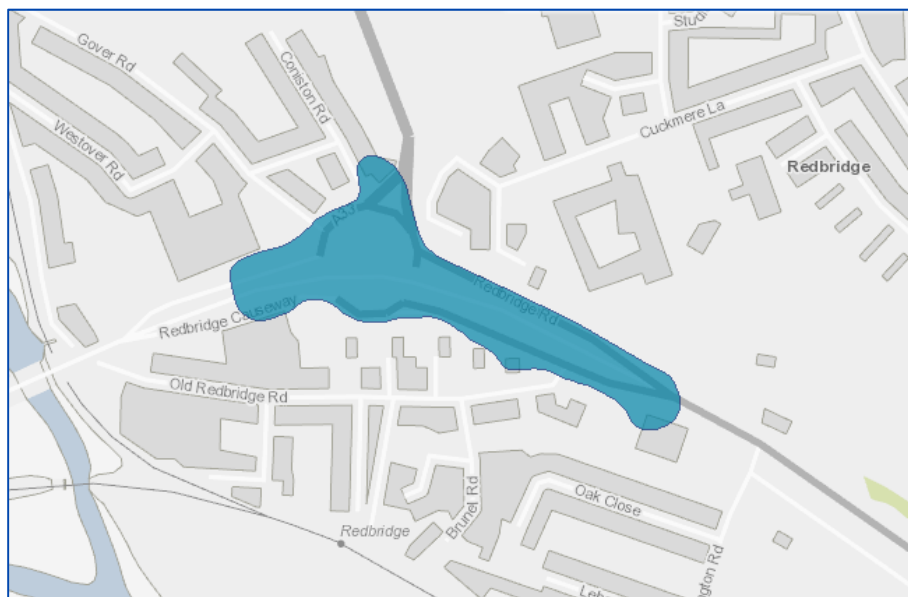 Gover Rd
Coniston Rd
Westover Rd
Cuckmere La
Redbridge
A33
Redbridge Rd
Redbridge Causeway
Old Redbridge Rd
Oak Close
Brunel Rd
Redbridge